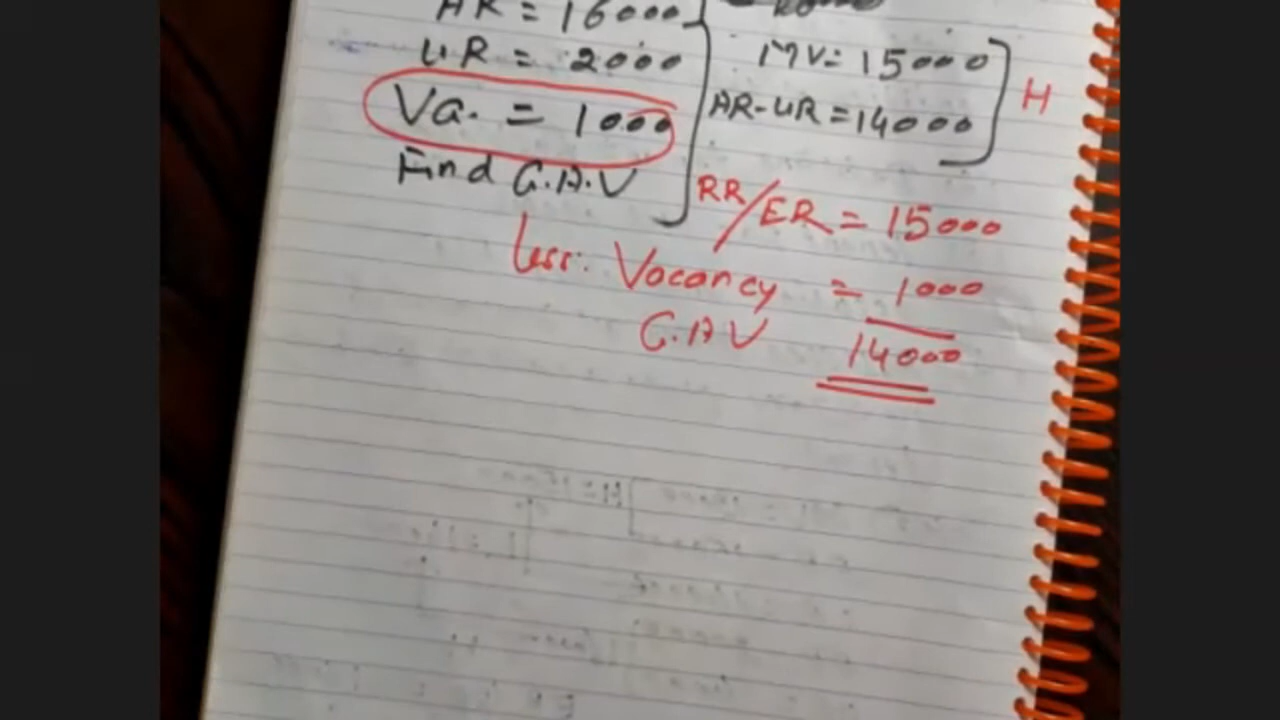 AR = 16000
UR = 2000
Va. = 1000
Find G.A.V
MV = 15000
AR-UR = 14000
H
RR/ER = 15000
Less: Vacancy = 1000
G.A.V 14000